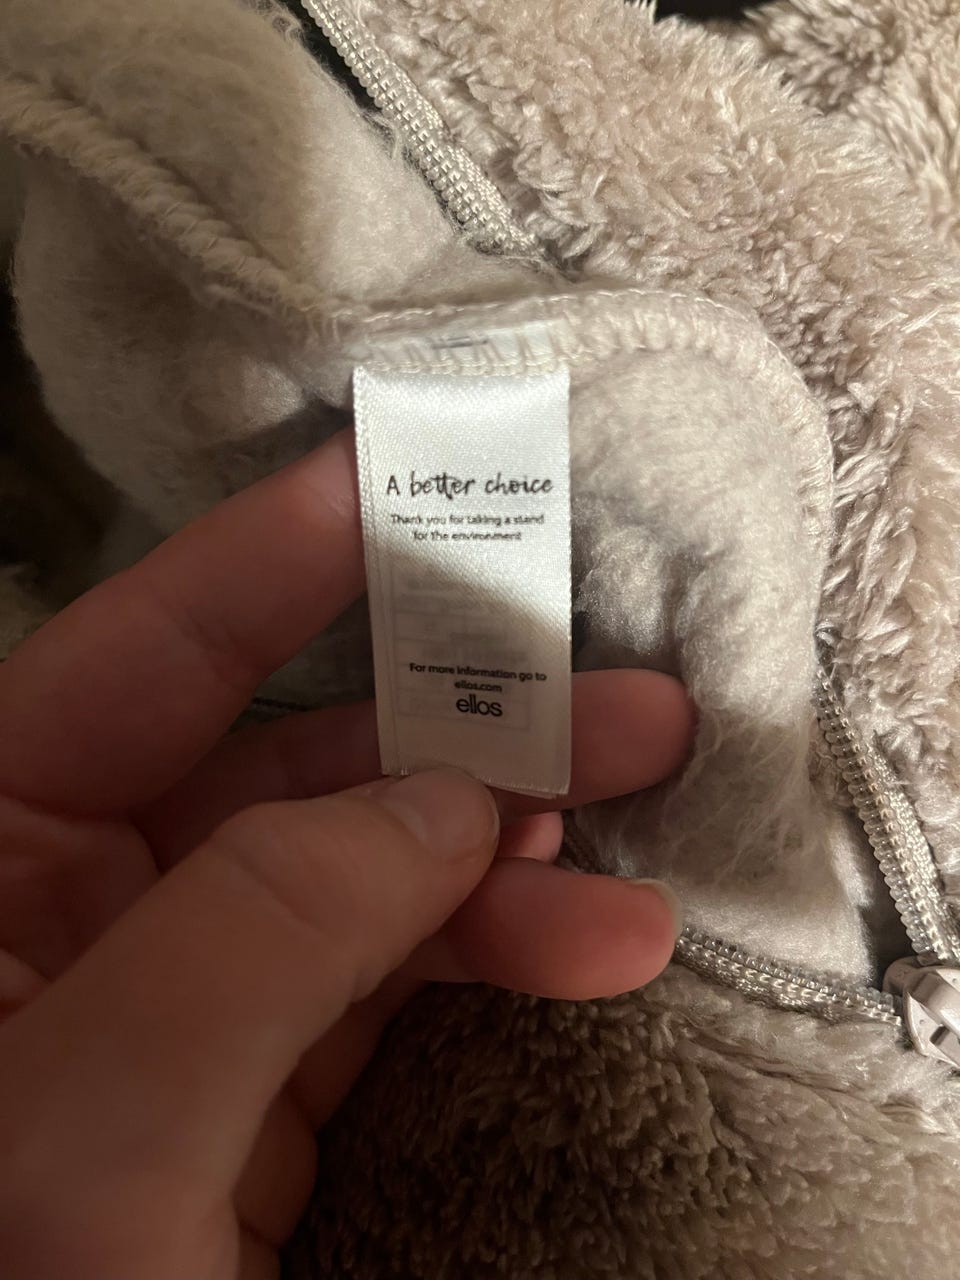 A better choice
Thank you for taking a stand
for the environment
For more information go to
ellos.com
ellos